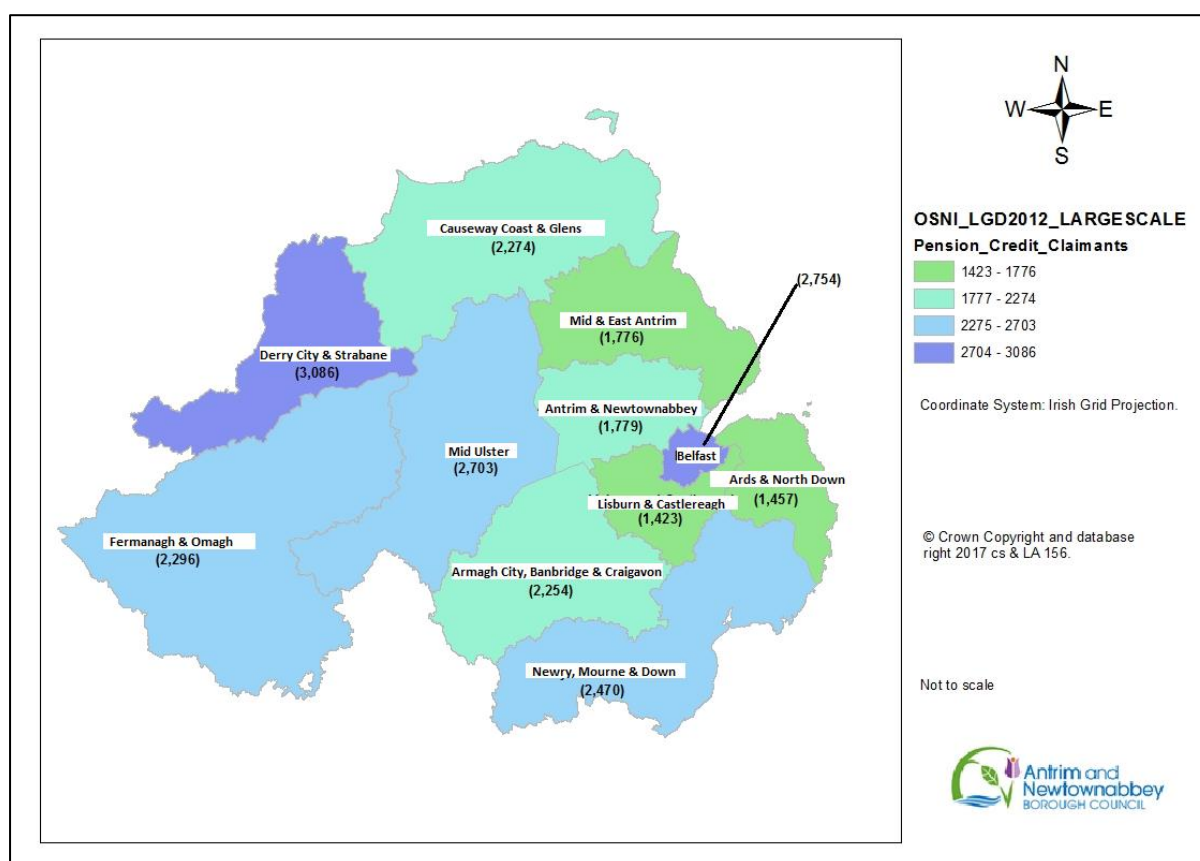 N
W E
S
OSNI_LGD2012_LARGESCALE
Pension_Credit_Claimants
1423 - 1776
1777 - 2274
2275 - 2703
2704 - 3086
Coordinate System: Irish Grid Projection.
© Crown Copyright and database
right 2017 cs & LA 156.
Not to scale
Antrim and
Newtownabbey
BOROUGH COUNCIL
Causeway Coast & Glens
(2,274)
(2,754)
Mid & East Antrim
(1,776)
Derry City & Strabane
(3,086)
Antrim & Newtownabbey
(1,779)
Mid Ulster
(2,703)
Belfast
Ards & North Down
(1,457)
Lisburn & Castlereagh
(1,423)
Fermanagh & Omagh
(2,296)
Armagh City, Banbridge & Craigavon
(2,254)
Newry, Mourne & Down
(2,470)